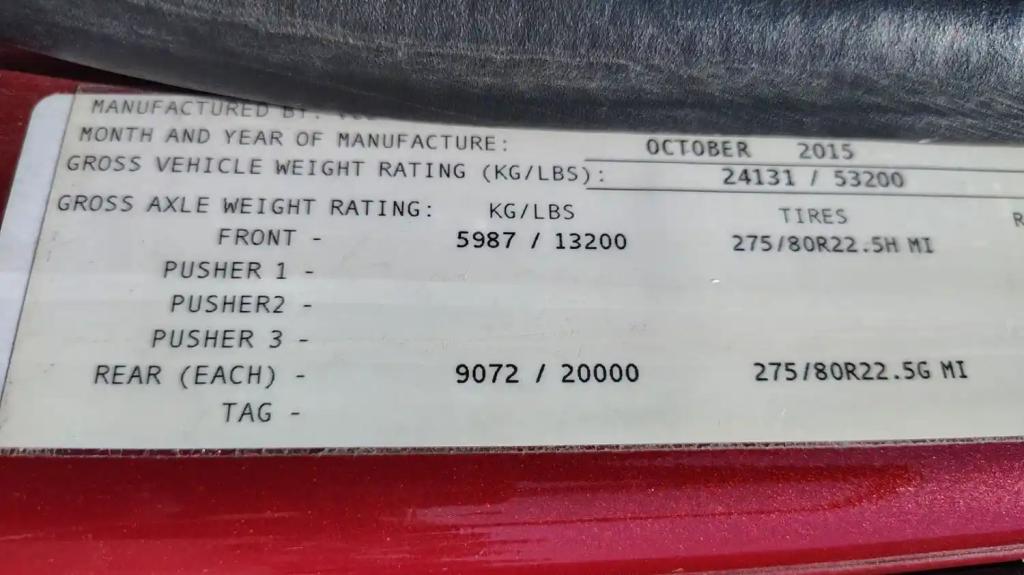 MANUFACTURED BY:
MONTH AND YEAR OF MANUFACTURE: OCTOBER 2015
GROSS VEHICLE WEIGHT RATING (KG/LBS): 24131 / 53200
GROSS AXLE WEIGHT RATING: KG/LBS TIRES
FRONT - 5987 / 13200 275/80R22.5H MI
PUSHER 1 -
PUSHER2 -
PUSHER 3 -
REAR (EACH) - 9072 / 20000 275/80R22.5G MI
TAG -